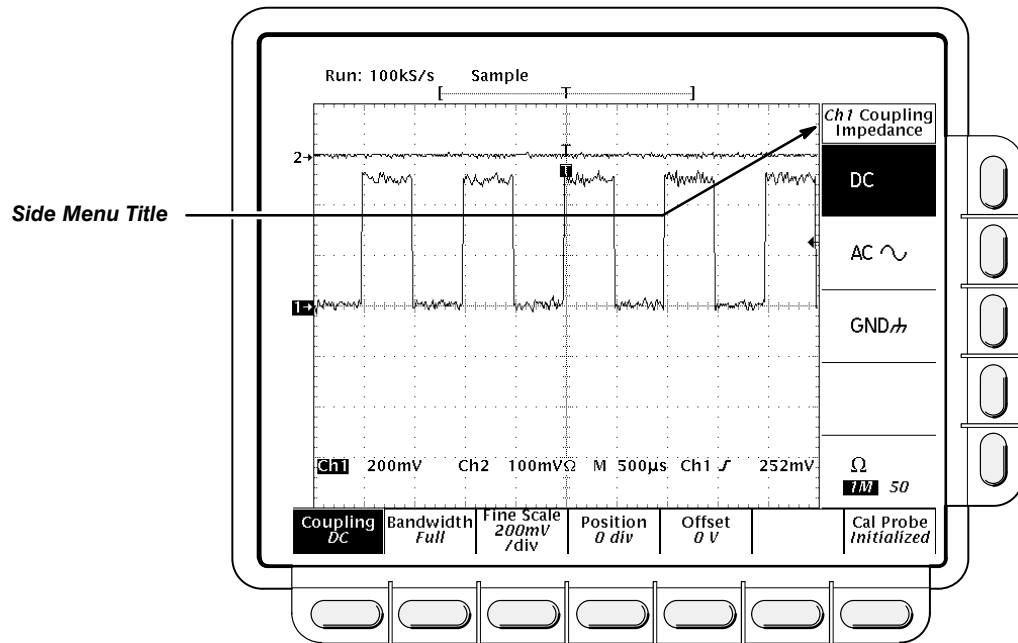 Run: 100kS/s Sample
[ T ]
Ch1 Coupling
Impedance
2→
T
T
DC
Side Menu Title
AC
1→
GND
Ch1 200mV Ch2 100mVΩ M 500µs Ch1 252mV
Ω
1M 50
Coupling
DC
Bandwidth
Full
Fine Scale
200mV
/div
Position
0 div
Offset
0 V
Cal Probe
Initialized